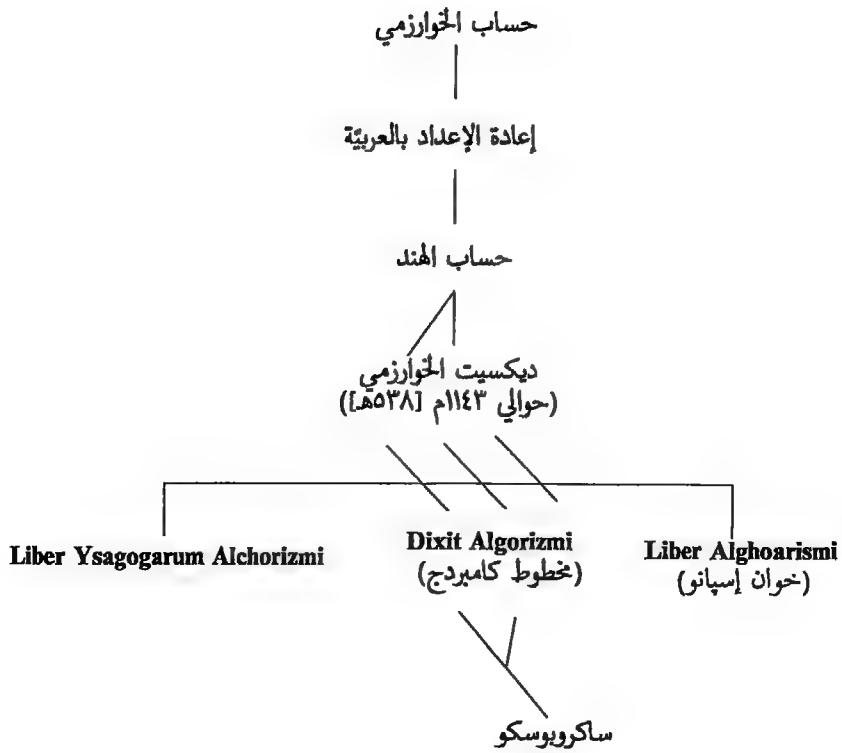 حساب الخوارزمي
إعادة الإعداد بالعربيّة
حساب الهند
ديكسيت الخوارزمي
(حوالي ١١٤٣م [٥٣٨هـ])
Liber Ysagogarum Alchorizmi
Dixit Algorizmi
(مخطوط كامبردج)
Liber Alghoarismi
(خوان إسپانو)
ساكروبوسكو